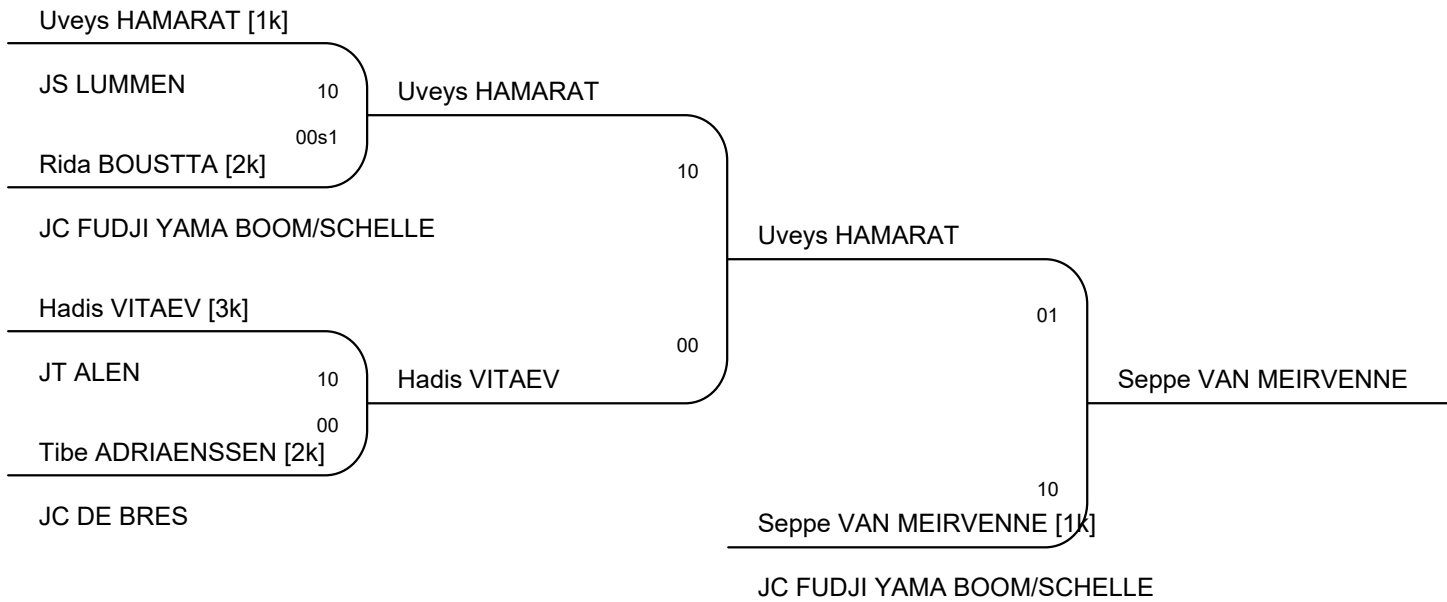 Uveys HAMARAT [1k]
JS LUMMEN
10
Uveys HAMARAT
00s1
Rida BOUSTTA [2k]
10
JC FUDJI YAMA BOOM/SCHELLE
Uveys HAMARAT
Hadis VITAEV [3k]
01
00
JT ALEN
10
Hadis VITAEV
Seppe VAN MEIRVENNE
00
Tibe ADRIAENSSEN [2k]
10
JC DE BRES
Seppe VAN MEIRVENNE [1k]
JC FUDJI YAMA BOOM/SCHELLE